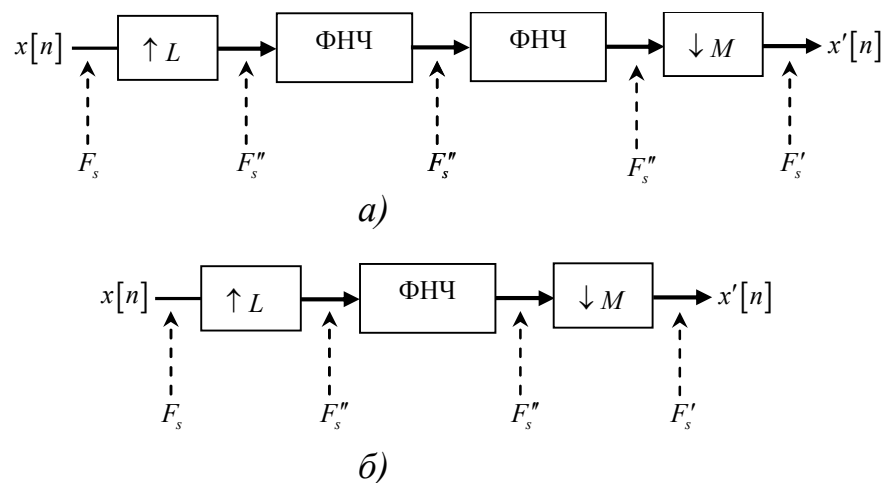 x[n] ↑ L ФНЧ ФНЧ ↓ M x′[n]
F_s F_s″ F_s″ F_s″ F_s′
а)
x[n] ↑ L ФНЧ ↓ M x′[n]
F_s F_s″ F_s″ F_s′
б)